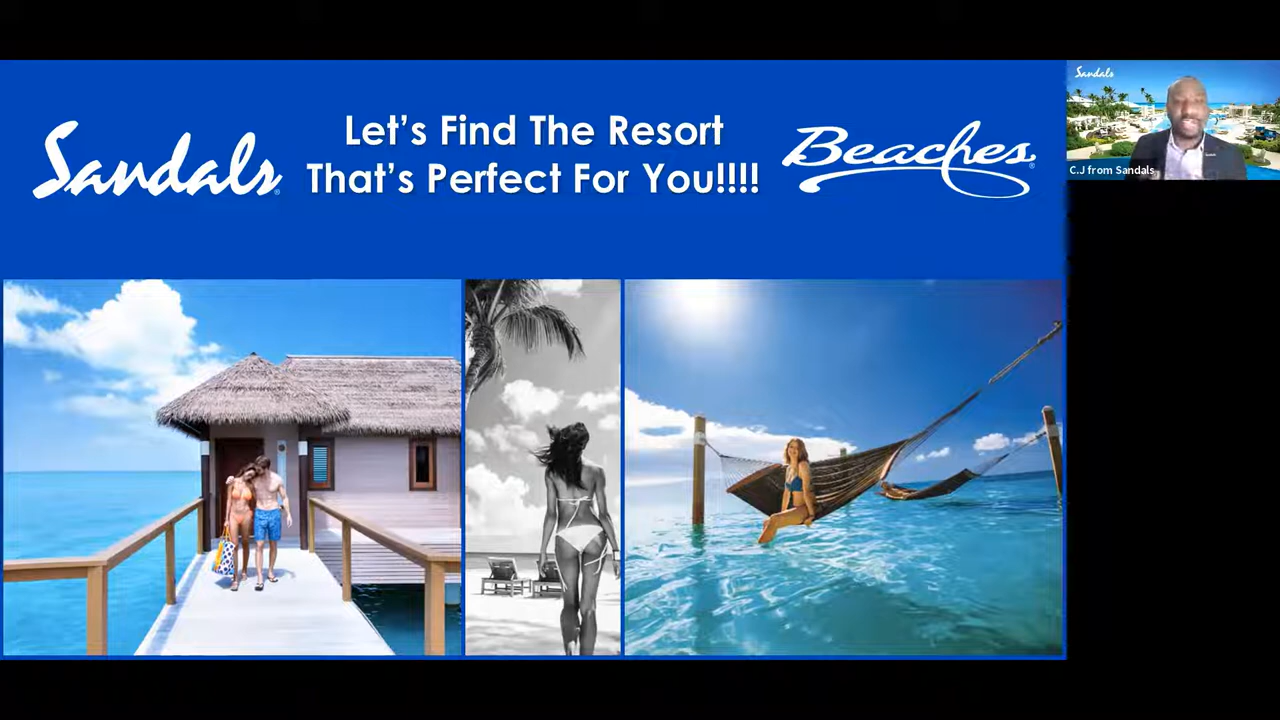 Sandals
Let's Find The Resort
That's Perfect For You!!!!
Beaches
Sandals
C.J from Sandals